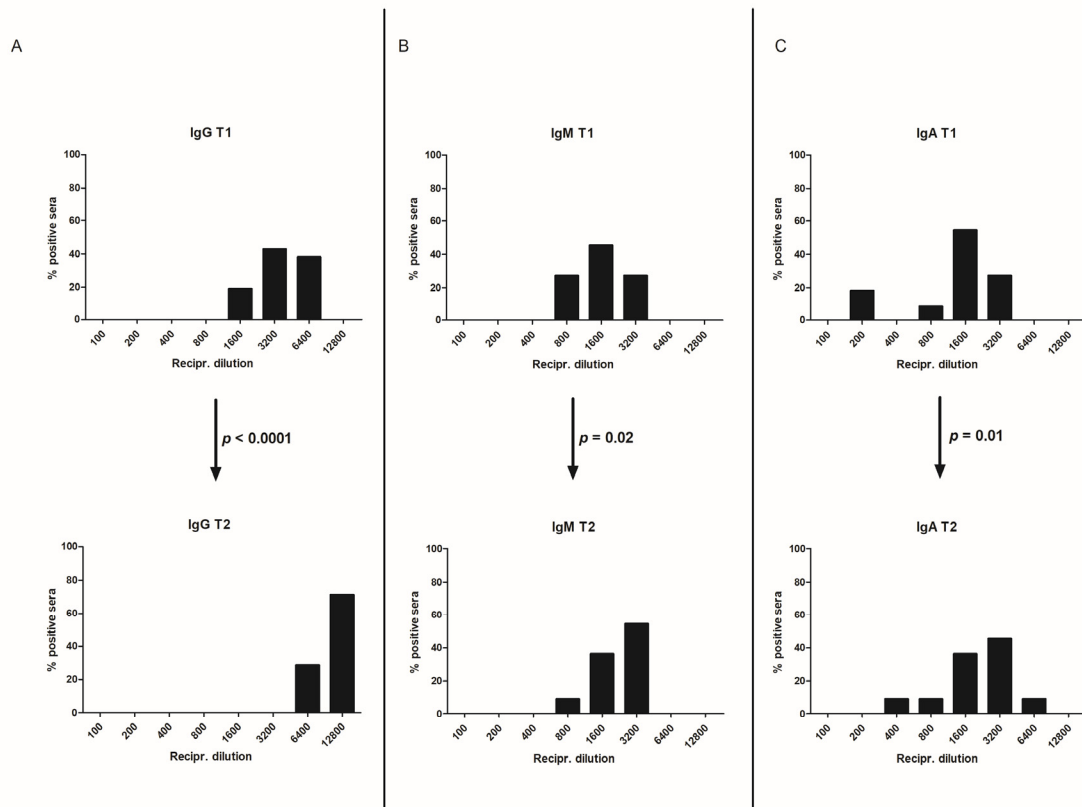 A
IgG T1
% positive sera
100
80
60
40
20
0
100 200 400 800 1600 3200 6400 12800
Recipr. dilution
p < 0.0001
IgG T2
% positive sera
100
80
60
40
20
0
100 200 400 800 1600 3200 6400 12800
Recipr. dilution
B
IgM T1
% positive sera
100
80
60
40
20
0
100 200 400 800 1600 3200 6400 12800
Recipr. dilution
p = 0.02
IgM T2
% positive sera
100
80
60
40
20
0
100 200 400 800 1600 3200 6400 12800
Recipr. dilution
C
IgA T1
% positive sera
100
80
60
40
20
0
100 200 400 800 1600 3200 6400 12800
Recipr. dilution
p = 0.01
IgA T2
% positive sera
100
80
60
40
20
0
100 200 400 800 1600 3200 6400 12800
Recipr. dilution